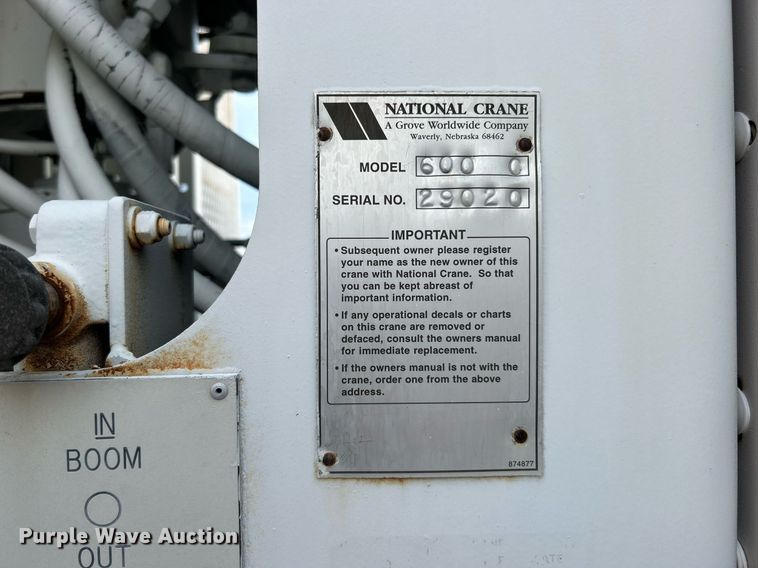 NATIONAL CRANE
A Grove Worldwide Company
Waverly, Nebraska 68462
MODEL 600 C
SERIAL NO. 29020
IMPORTANT
• Subsequent owner please register
your name as the new owner of this
crane with National Crane. So that
you can be kept abreast of
important information.
• If any operational decals or charts
on this crane are removed or
defaced, consult the owners manual
for immediate replacement.
• If the owners manual is not with the
crane, order one from the above
address.
874877
IN
BOOM
OUT
Purple Wave Auction